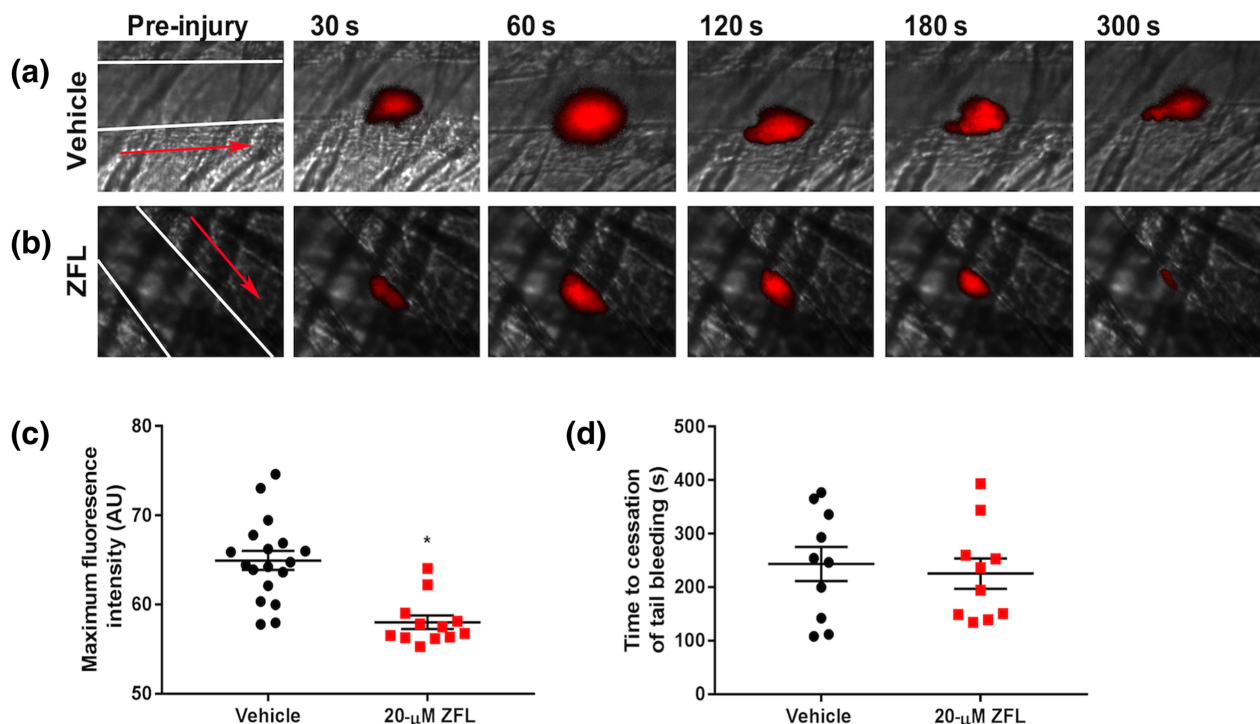 Pre-injury 30 s 60 s 120 s 180 s 300 s
(a) Vehicle
(b) ZFL
(c)
Maximum fluoresence
intensity (AU)
80
70
60
50
*
Vehicle 20-μM ZFL
(d)
Time to cessation
of tail bleeding (s)
500
400
300
200
100
0
Vehicle 20-μM ZFL